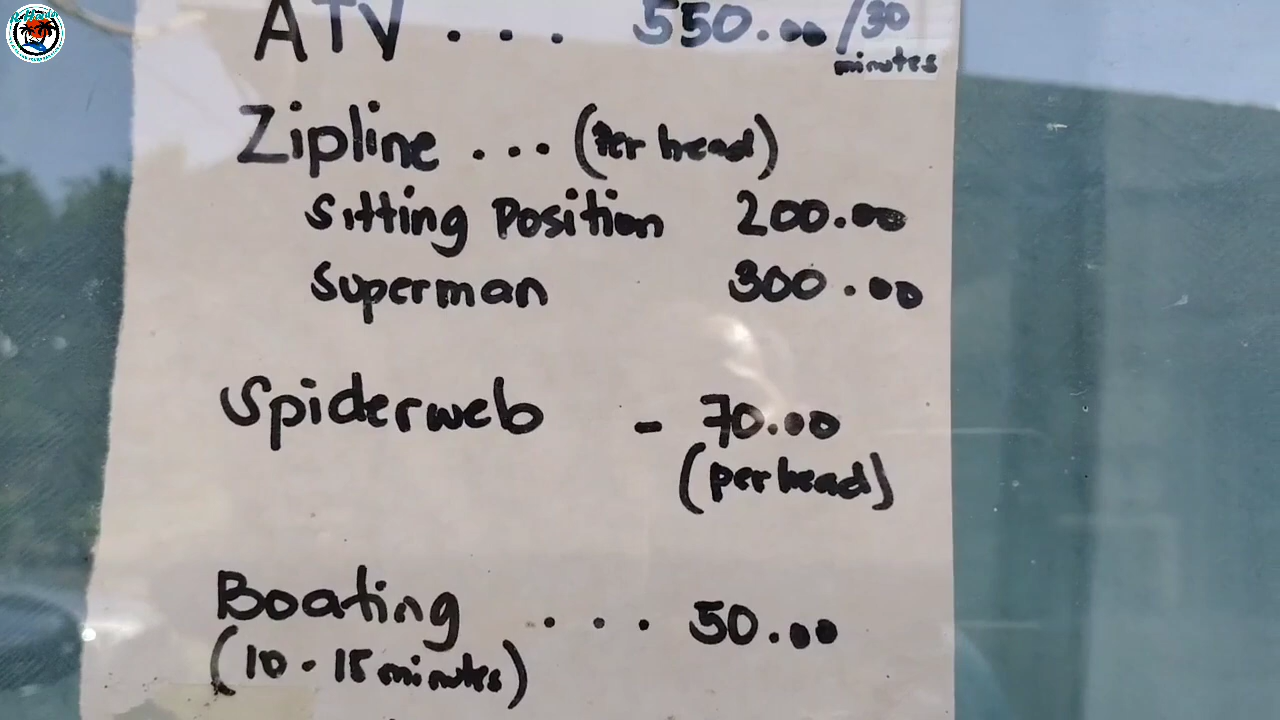 ATV . . . 550.00/30 minutes
Zipline ... (Per head)
Sitting Position 200.00
Superman 300.00
Spiderweb - 70.00
(per head)
Boating . . . 50.00
(10 - 15 minutes)